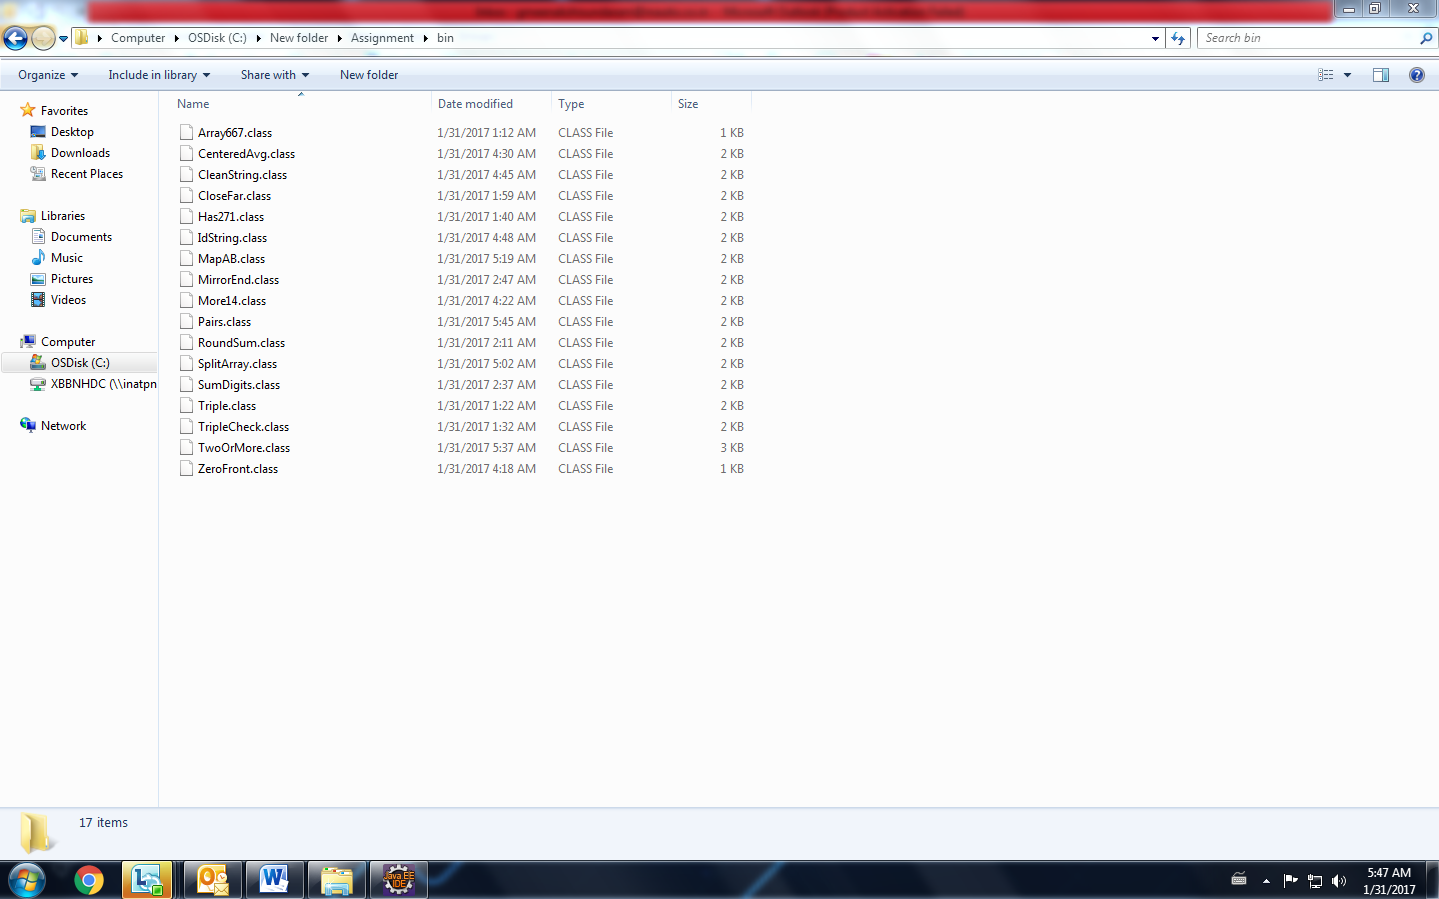 Computer OSDisk (C:) New folder Assignment bin
Search bin
Organize Include in library Share with New folder
Name Date modified Type Size
Favorites
Desktop
Downloads
Recent Places
Libraries
Documents
Music
Pictures
Videos
Computer
OSDisk (C:)
XBBNHDC (\\inatpn
Network
Array667.class 1/31/2017 1:12 AM CLASS File 1 KB
CenteredAvg.class 1/31/2017 4:30 AM CLASS File 2 KB
CleanString.class 1/31/2017 4:45 AM CLASS File 2 KB
CloseFar.class 1/31/2017 1:59 AM CLASS File 2 KB
Has271.class 1/31/2017 1:40 AM CLASS File 2 KB
IdString.class 1/31/2017 4:48 AM CLASS File 2 KB
MapAB.class 1/31/2017 5:19 AM CLASS File 2 KB
MirrorEnd.class 1/31/2017 2:47 AM CLASS File 2 KB
More14.class 1/31/2017 4:22 AM CLASS File 2 KB
Pairs.class 1/31/2017 5:45 AM CLASS File 2 KB
RoundSum.class 1/31/2017 2:11 AM CLASS File 2 KB
SplitArray.class 1/31/2017 5:02 AM CLASS File 2 KB
SumDigits.class 1/31/2017 2:37 AM CLASS File 2 KB
Triple.class 1/31/2017 1:22 AM CLASS File 2 KB
TripleCheck.class 1/31/2017 1:32 AM CLASS File 2 KB
TwoOrMore.class 1/31/2017 5:37 AM CLASS File 3 KB
ZeroFront.class 1/31/2017 4:18 AM CLASS File 1 KB
17 items
Java EE
IDE
5:47 AM
1/31/2017